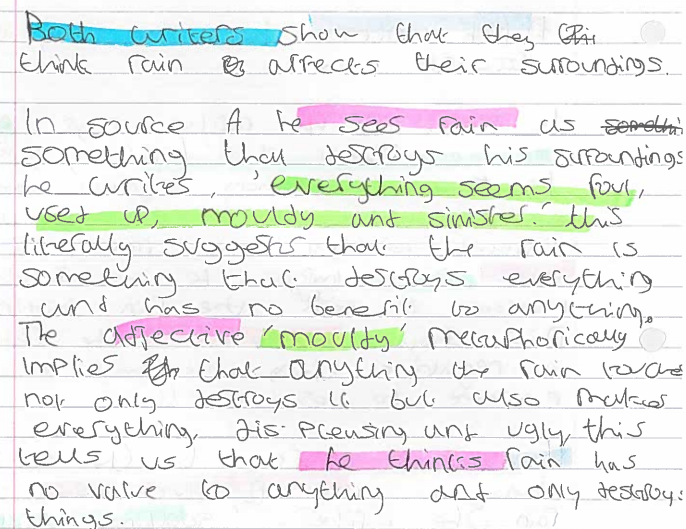 Both writers show that they
think rain affects their surroundings.
In source A he sees rain as
something that destroys his surroundings
he writes, 'everything seems foul,
used up, mouldy and sinister.' this
literally suggests that the rain is
something that destroys everything
and has no benefit to anything.
The adjective 'mouldy' metaphorically
implies that anything the rain touches
not only destroys it but also makes
everything, dis-pleasing and ugly, this
tells us that he thinks rain has
no value to anything and only destroys
things.